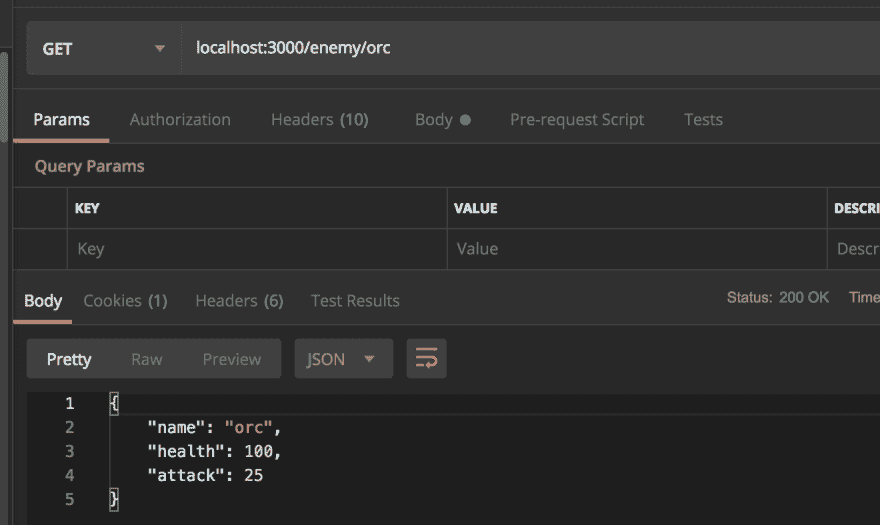 GET localhost:3000/enemy/orc
Params Authorization Headers (10) Body Pre-request Script Tests
Query Params
KEY VALUE DESCRI
Key Value Descr
Body Cookies (1) Headers (6) Test Results Status: 200 OK Time
Pretty Raw Preview JSON
1 {
2 "name": "orc",
3 "health": 100,
4 "attack": 25
5 }